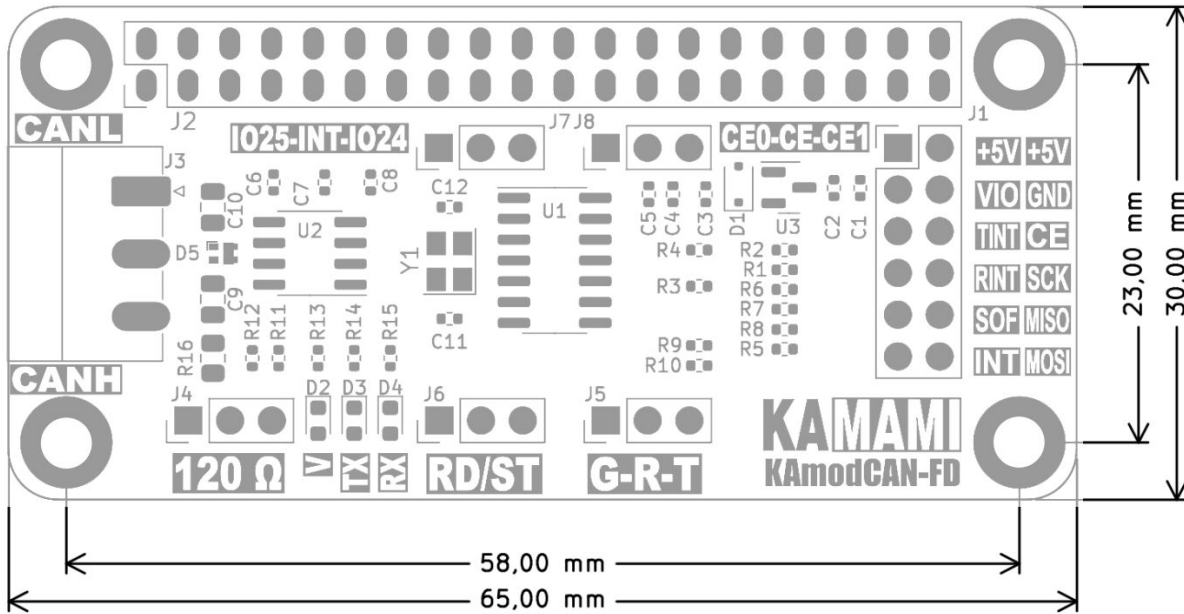 J2
J1
CANL
IO25-INT-IO24
J7
J8
CE0-CE-CE1
+5V +5V
VIO GND
TINT CE
RINT SCK
SOF MISO
INT MOSI
J3
C6
C7
C8
C12
C10
D5
U2
Y1
U1
C5
C4
C3
D1
U3
C2
C1
R4
R2
R1
R3
R6
R7
R8
R9
R5
R10
C9
R16
R12
R11
R13
R14
R15
C11
CANH
J4
D2
D3
D4
J6
J5
120 Ω
V
TX
RX
RD/ST
G-R-T
KAMAMI
KAmodCAN-FD
23,00 mm
30,00 mm
58,00 mm
65,00 mm